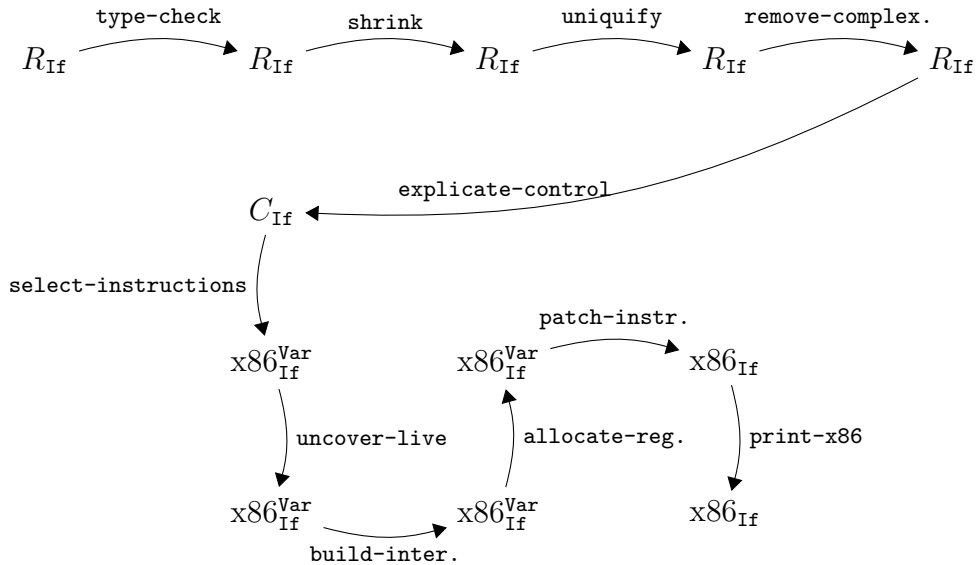 type-check shrink uniquify remove-complex.
R_If R_If R_If R_If R_If
explicate-control
C_If
select-instructions
patch-instr.
x86^Var_If x86^Var_If x86_If
uncover-live allocate-reg. print-x86
x86^Var_If x86^Var_If x86_If
build-inter.